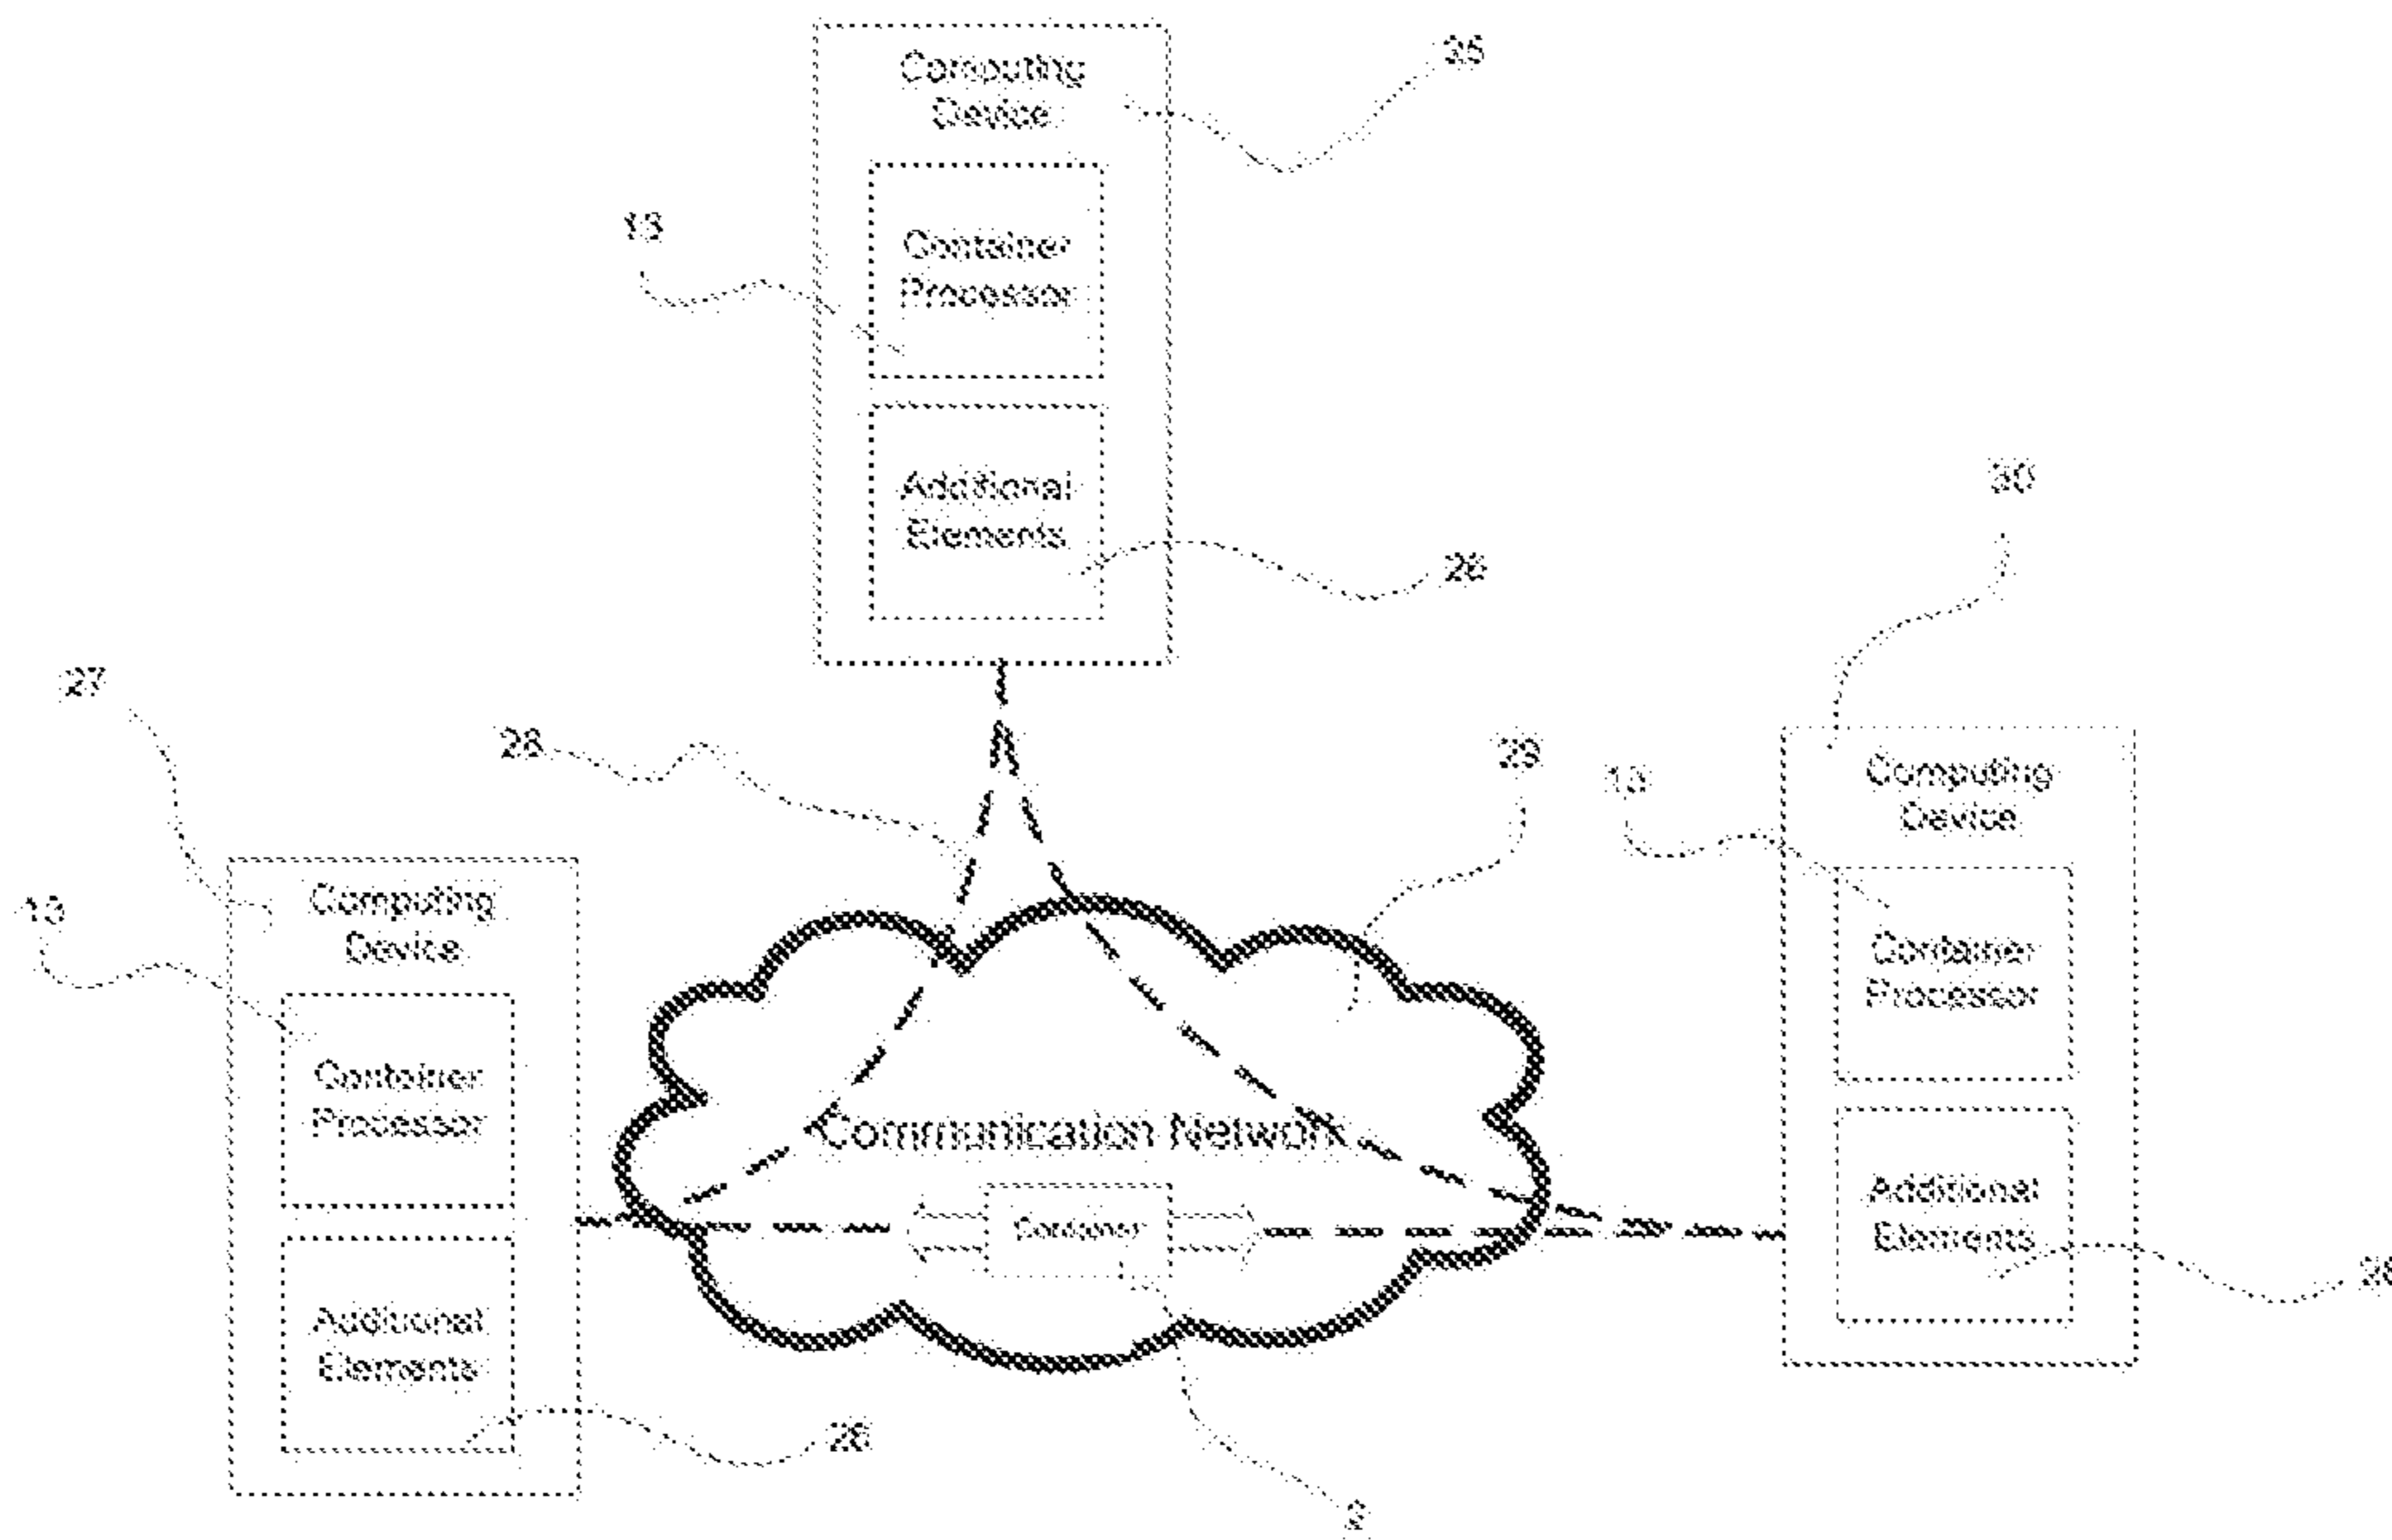 Computing
Device
13
Container
Processor
Additional
Elements
30
26
27
28
29
13
Computing
Device
Computing
Device
13
Container
Processor
Container
Processor
Communication Network
Additional
Elements
Container
Additional
Elements
26
2